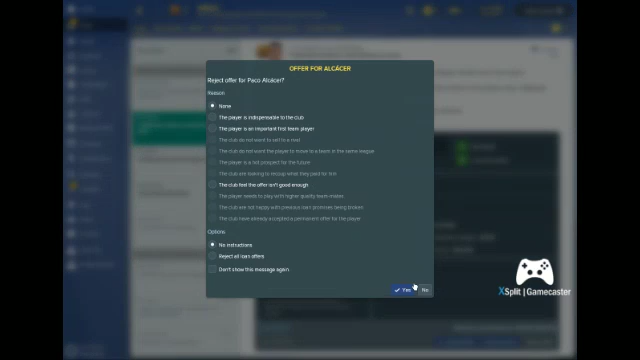 OFFER FOR ALCÁCER
Reject offer for Paco Alcácer?
Reason
None
The player is indispensable to the club
The player is an important first team player
The club do not want to sell to a rival
The club do not want the player to move to a team in the same league
The player is a hot prospect for the future
The club are looking to recoup what they paid for him
The club feel the offer isn't good enough
The player needs to play with higher quality team-mates
The club are not happy with previous loan promises being broken
The club have already accepted a permanent offer for the player
Options
No instructions
Reject all loan offers
Don't show this message again
Yes
No
XSplit | Gamecaster